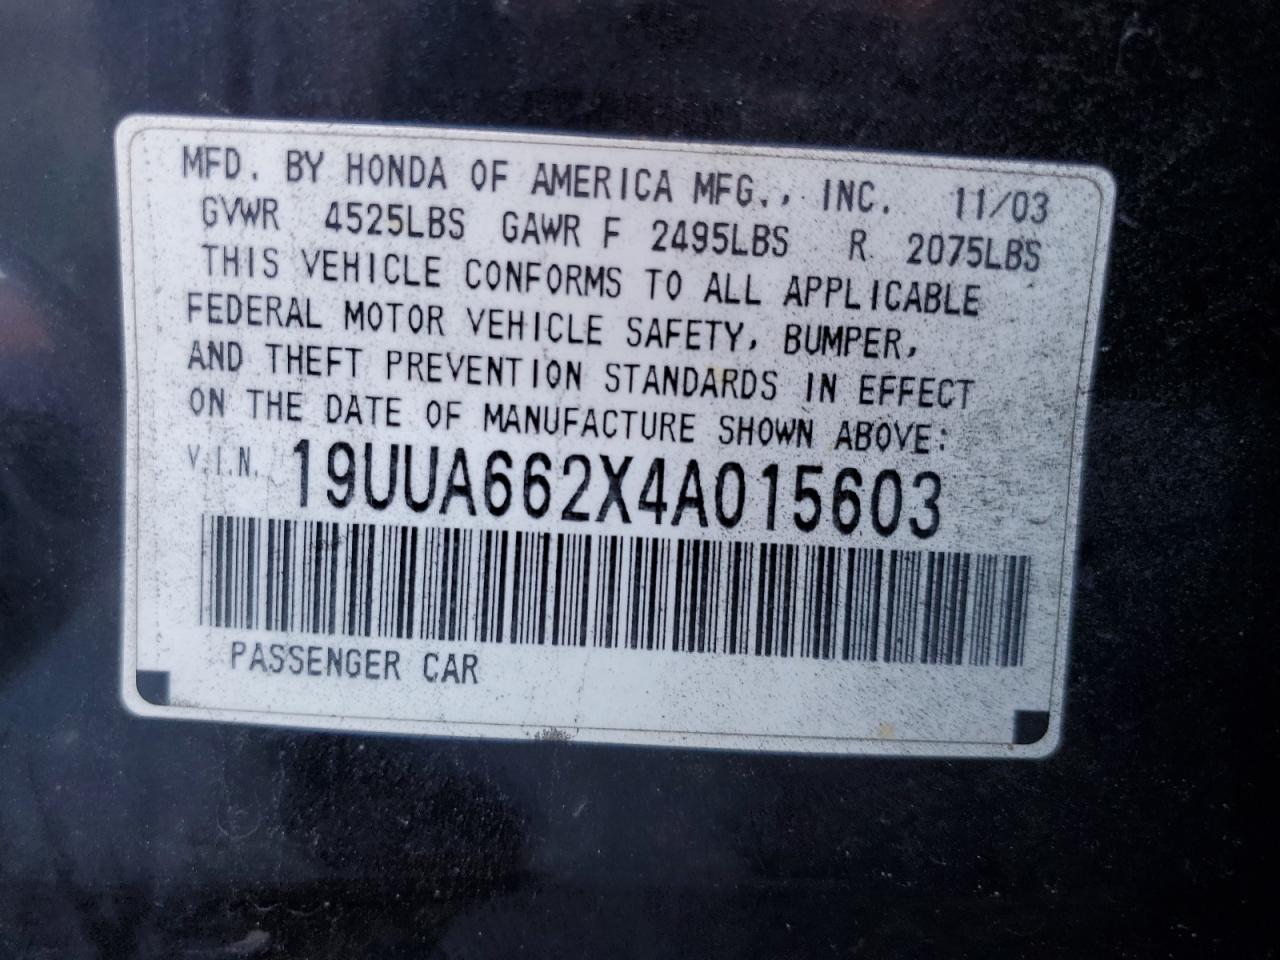 MFD. BY HONDA OF AMERICA MFG., INC. 11/03
GVWR 4525LBS GAWR F 2495LBS R 2075LBS
THIS VEHICLE CONFORMS TO ALL APPLICABLE
FEDERAL MOTOR VEHICLE SAFETY, BUMPER,
AND THEFT PREVENTION STANDARDS IN EFFECT
ON THE DATE OF MANUFACTURE SHOWN ABOVE:
V.I.N. 19UUA662X4A015603
PASSENGER CAR